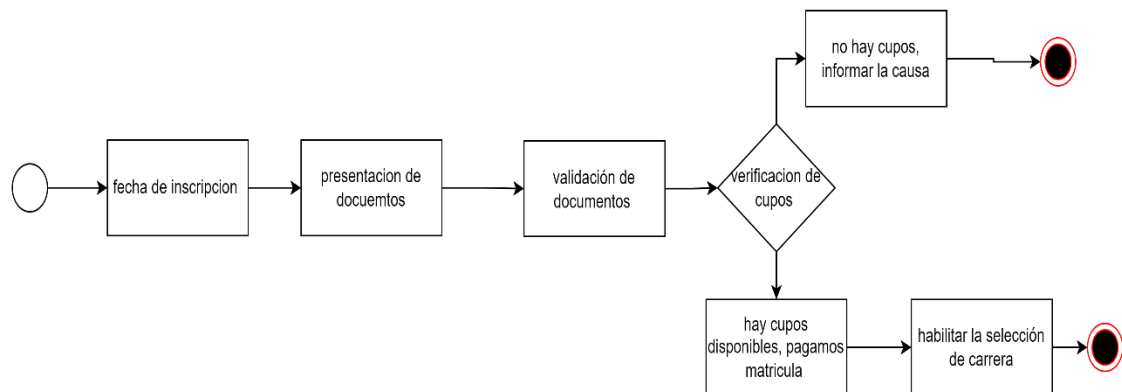 no hay cupos,
informar la causa
fecha de inscripcion
presentacion de
docuemtos
validación de
documentos
verificacion de
cupos
hay cupos
disponibles, pagamos
matricula
habilitar la selección
de carrera